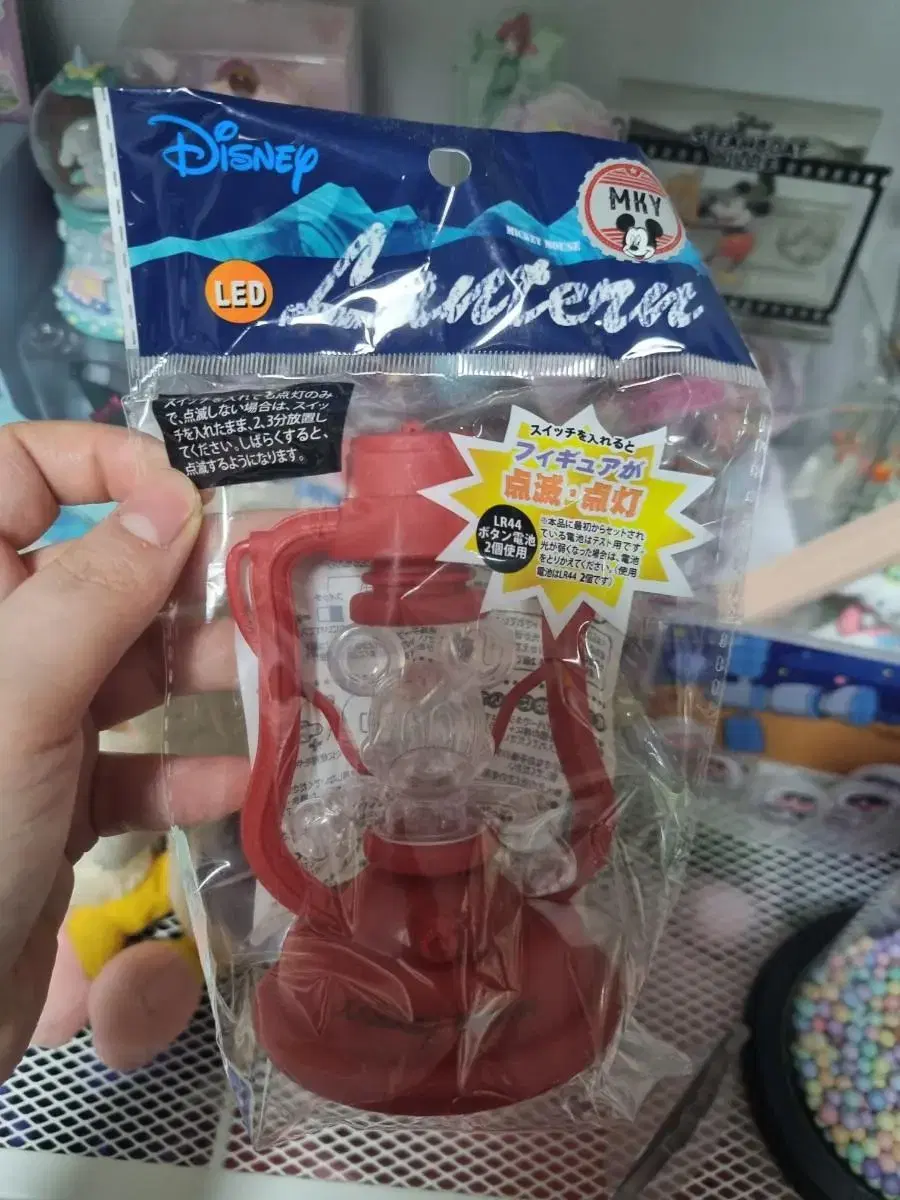 DISNEY
MKY
MICKEY MOUSE
LED
Lantern
スイッチを入れても点灯のみ
で、点滅しない場合は、スイッ
チを入れたまま、2、3分放置し
てください。しばらくすると、
点滅するようになります。
スイッチを入れると
フィギュアが
点滅・点灯
LR44
ボタン電池
2個使用
※本品に最初からセットされ
ている電池はテスト用です。
光が弱くなった場合は、電池
をとりかえてください。(使用
電池はLR44 2個です)
STEAMBOAT